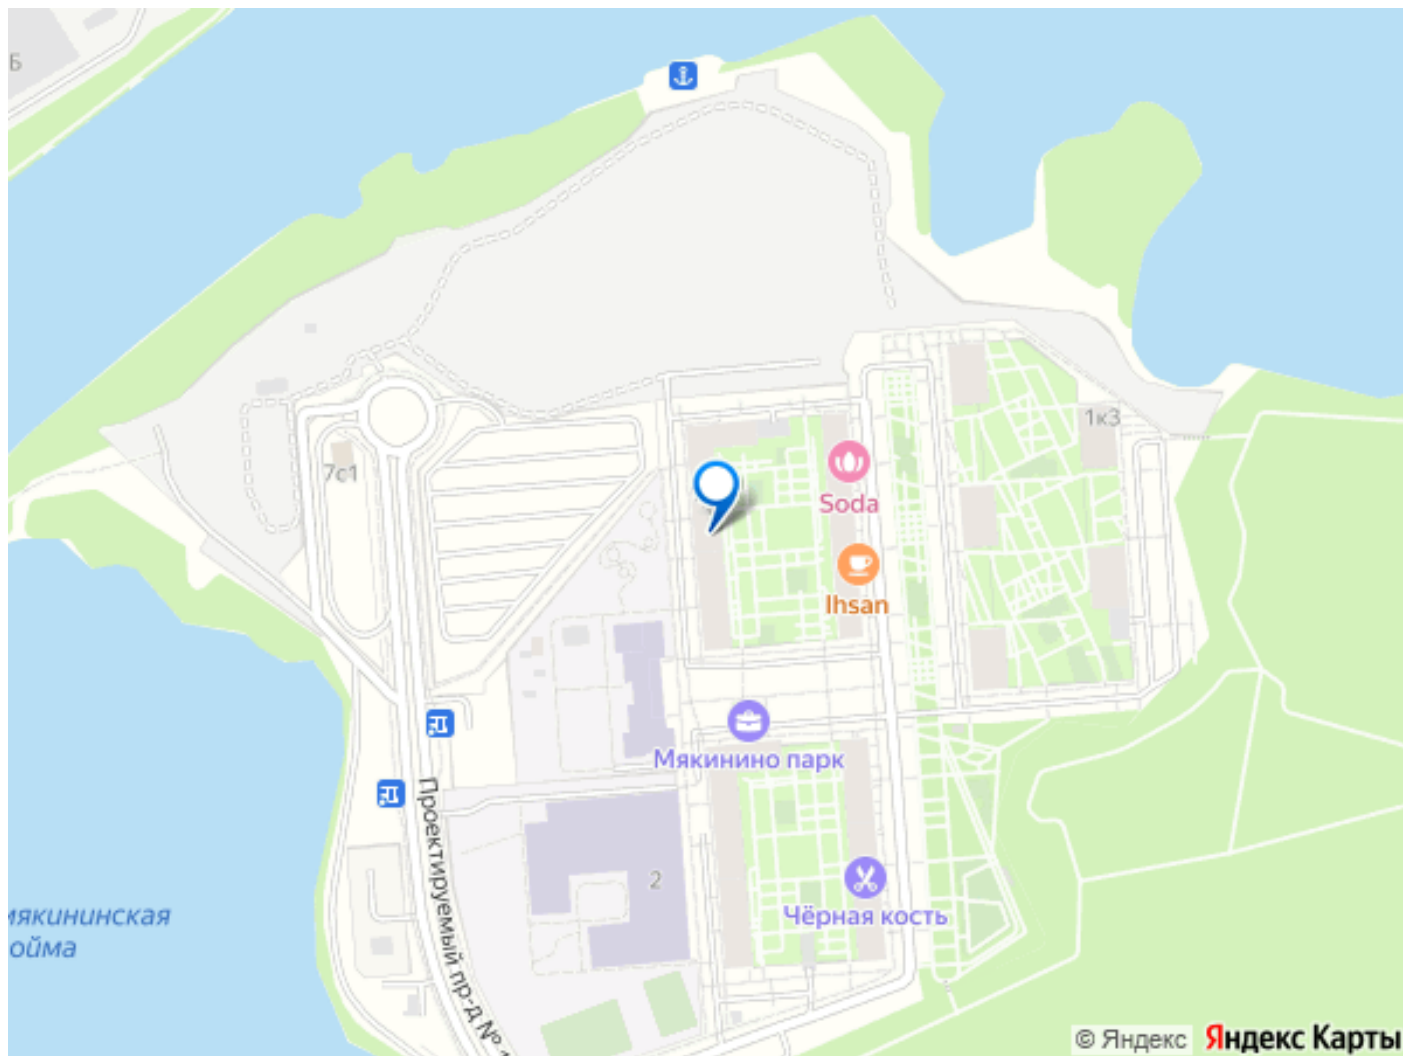 Б
7с1
1к3
Soda
Ihsan
Мякинино парк
Проектируемый пр-д №
2
Чёрная кость
мякининская
ойма
© Яндекс Яндекс Карты